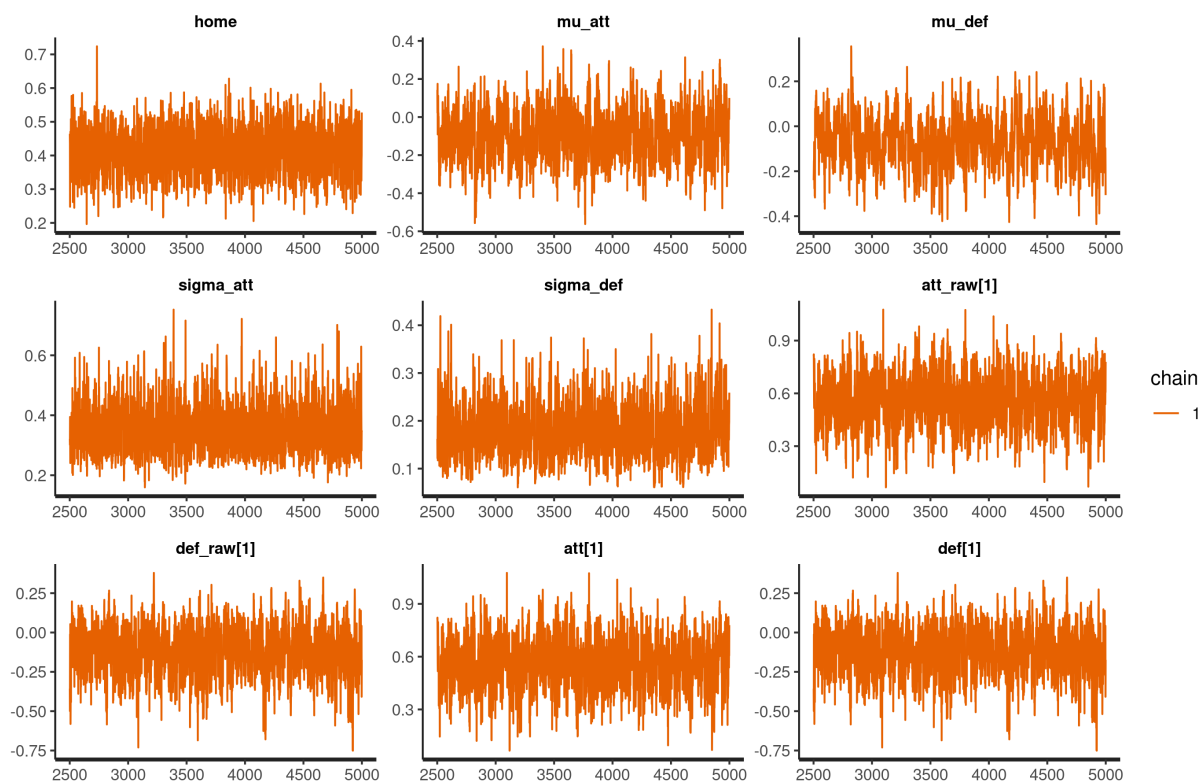 home mu_att mu_def
0.7 0.6 0.5 0.4 0.3 0.2
2500 3000 3500 4000 4500 5000
0.4 0.2 0.0 -0.2 -0.4 -0.6
2500 3000 3500 4000 4500 5000
0.2 0.0 -0.2 -0.4
2500 3000 3500 4000 4500 5000
sigma_att sigma_def att_raw[1]
0.6 0.4 0.2
2500 3000 3500 4000 4500 5000
0.4 0.3 0.2 0.1
2500 3000 3500 4000 4500 5000
0.9 0.6 0.3
2500 3000 3500 4000 4500 5000
chain
1
def_raw[1] att[1] def[1]
0.25 0.00 -0.25 -0.50 -0.75
2500 3000 3500 4000 4500 5000
0.9 0.6 0.3
2500 3000 3500 4000 4500 5000
0.25 0.00 -0.25 -0.50 -0.75
2500 3000 3500 4000 4500 5000